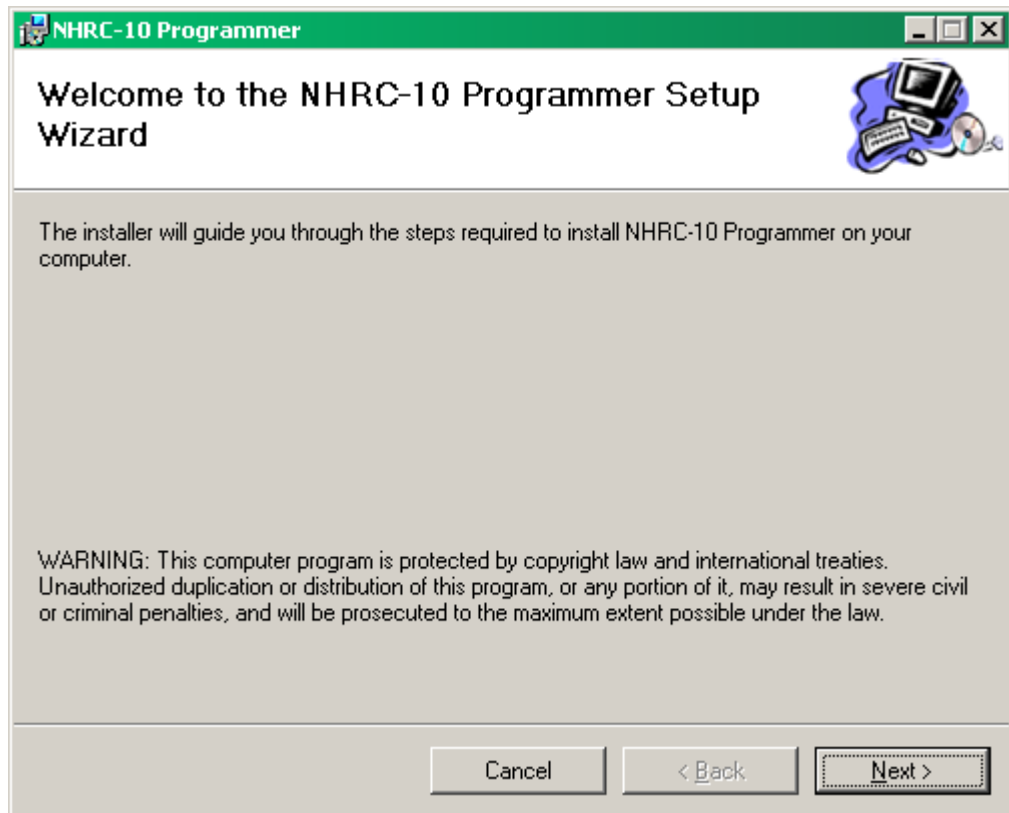 NHRC-10 Programmer
Welcome to the NHRC-10 Programmer Setup
Wizard
The installer will guide you through the steps required to install NHRC-10 Programmer on your
computer.
WARNING: This computer program is protected by copyright law and international treaties.
Unauthorized duplication or distribution of this program, or any portion of it, may result in severe civil
or criminal penalties, and will be prosecuted to the maximum extent possible under the law.
Cancel
< Back
Next >